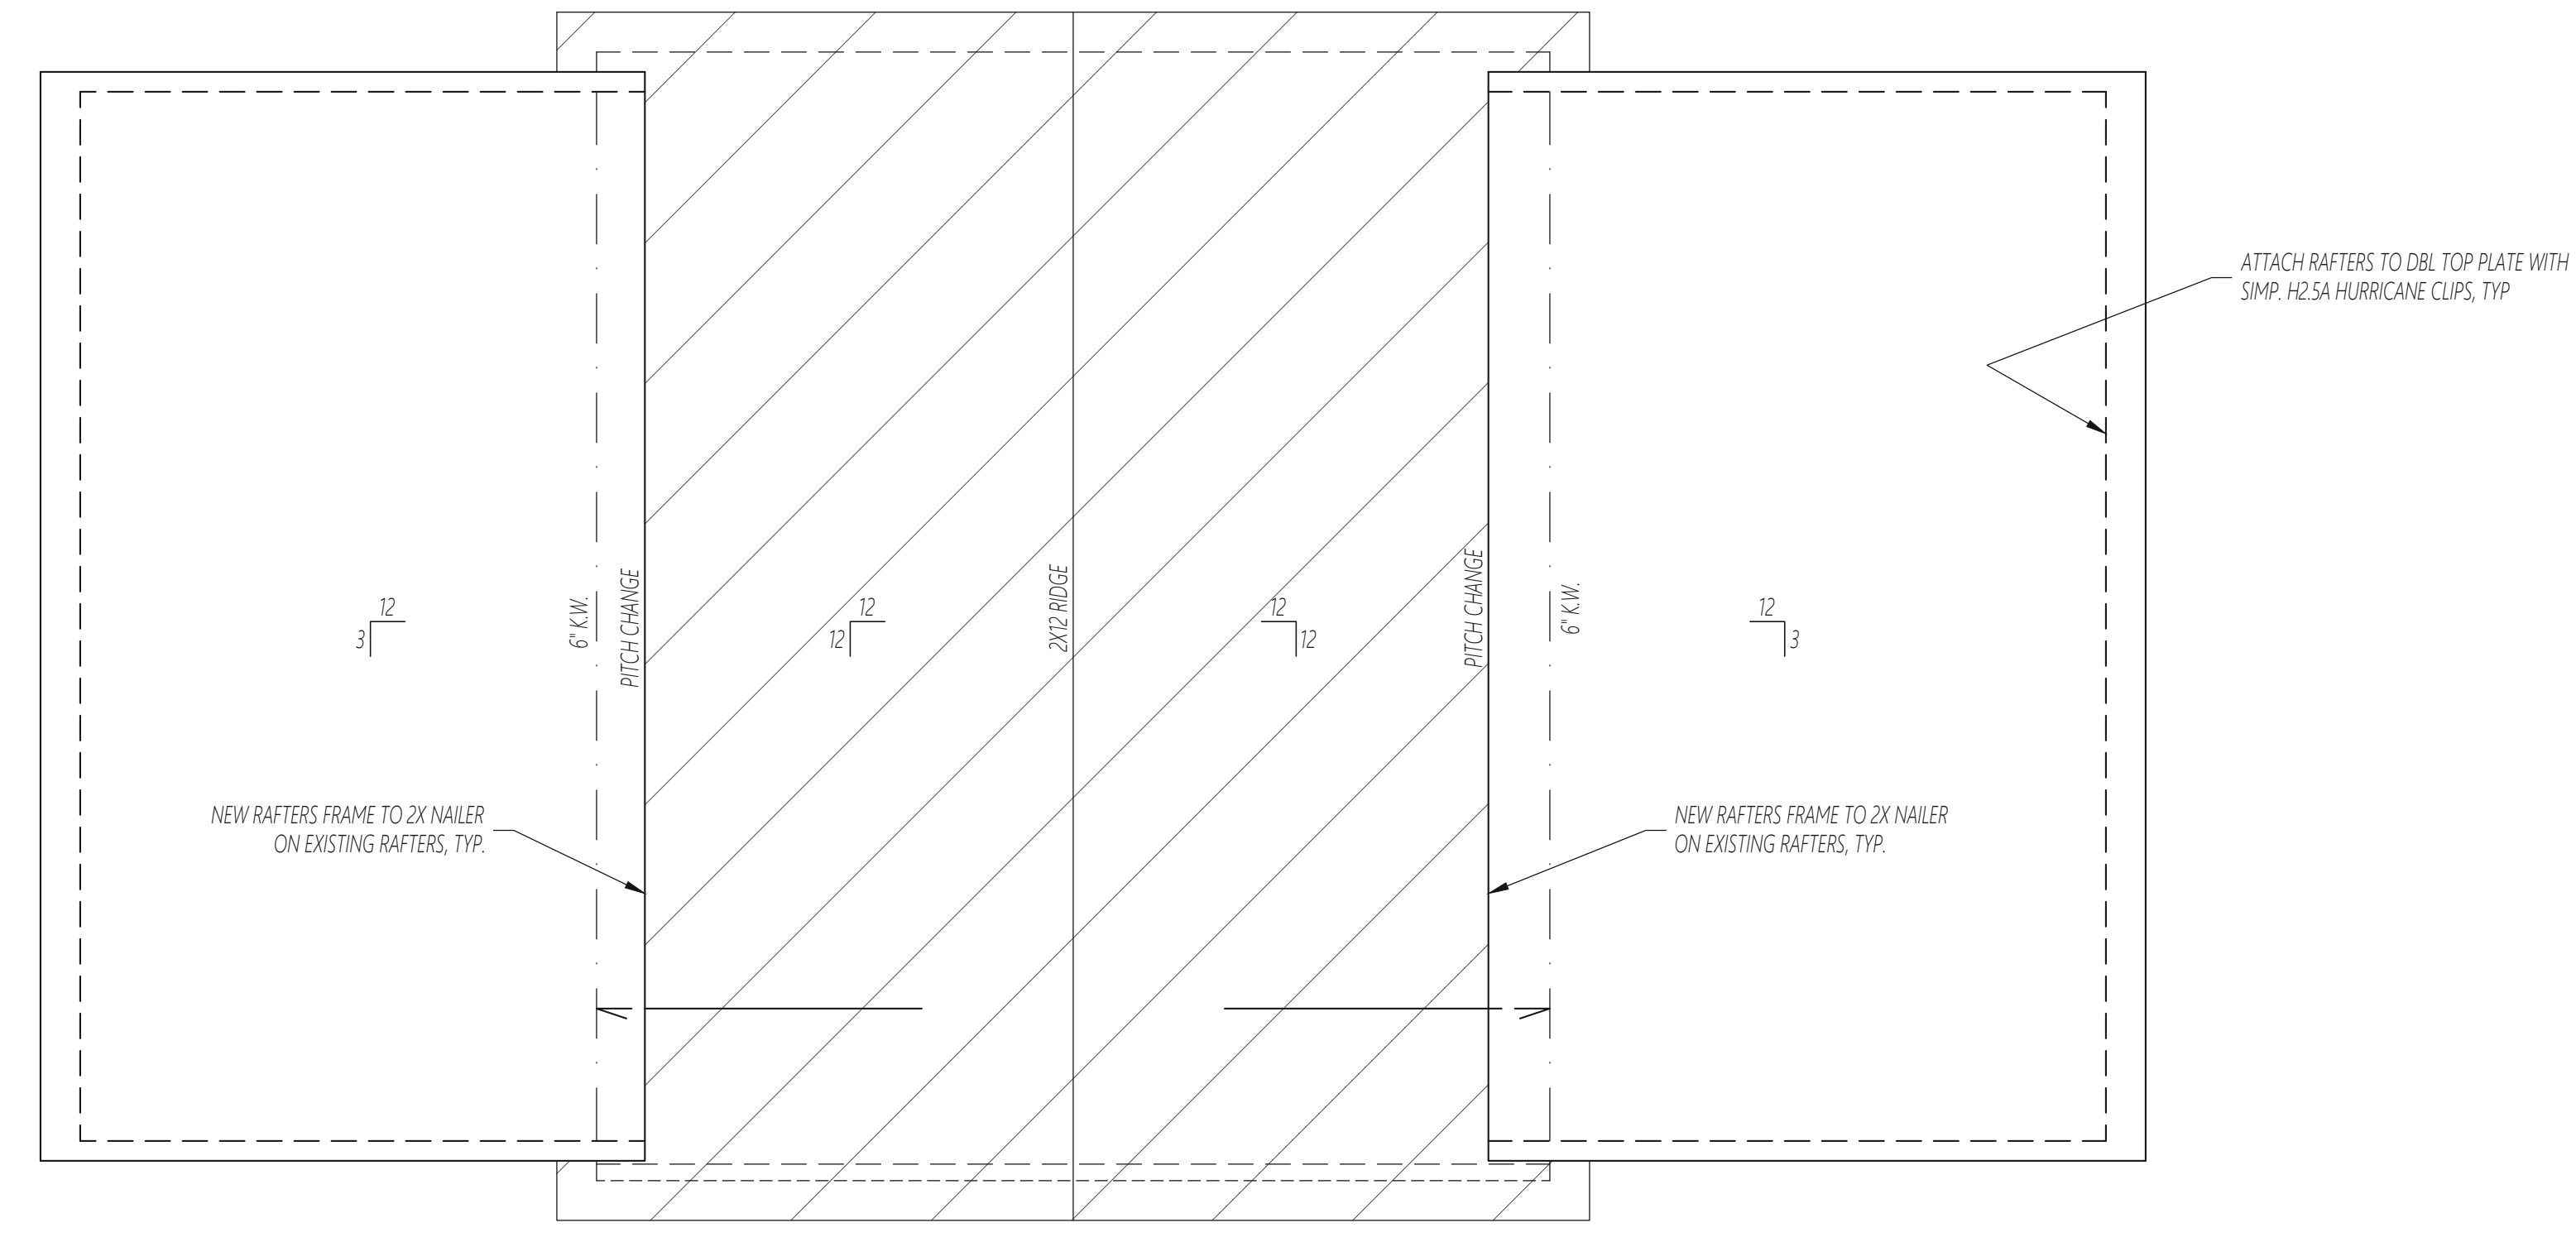 ATTACH RAFTERS TO DBL TOP PLATE WITH
SIMP. H2.5A HURRICANE CLIPS, TYP
12
3
6" K.W.
PITCH CHANGE
12
12
2X12 RIDGE
12
12
PITCH CHANGE
6" K.W.
12
3
NEW RAFTERS FRAME TO 2X NAILER
ON EXISTING RAFTERS, TYP.
NEW RAFTERS FRAME TO 2X NAILER
ON EXISTING RAFTERS, TYP.